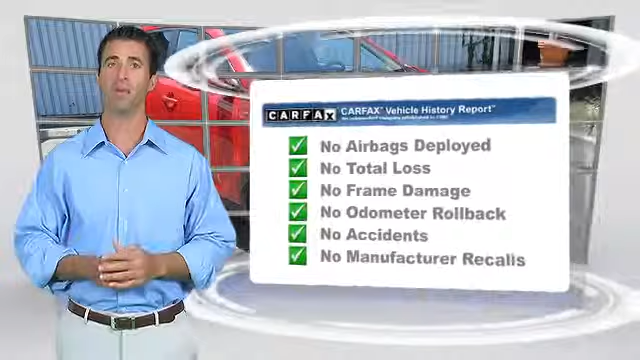 CARFAX CARFAX™ Vehicle History Report™
No Airbags Deployed
No Total Loss
No Frame Damage
No Odometer Rollback
No Accidents
No Manufacturer Recalls